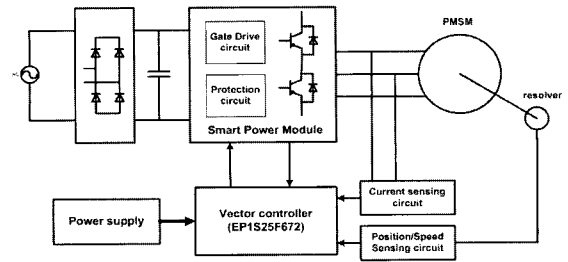 PMSM
Gate Drive
circuit
Protection
circuit
Smart Power Module
resolver
Current sensing
circuit
Power supply
Vector controller
(EP1S25F672)
Position/Speed
Sensing circuit